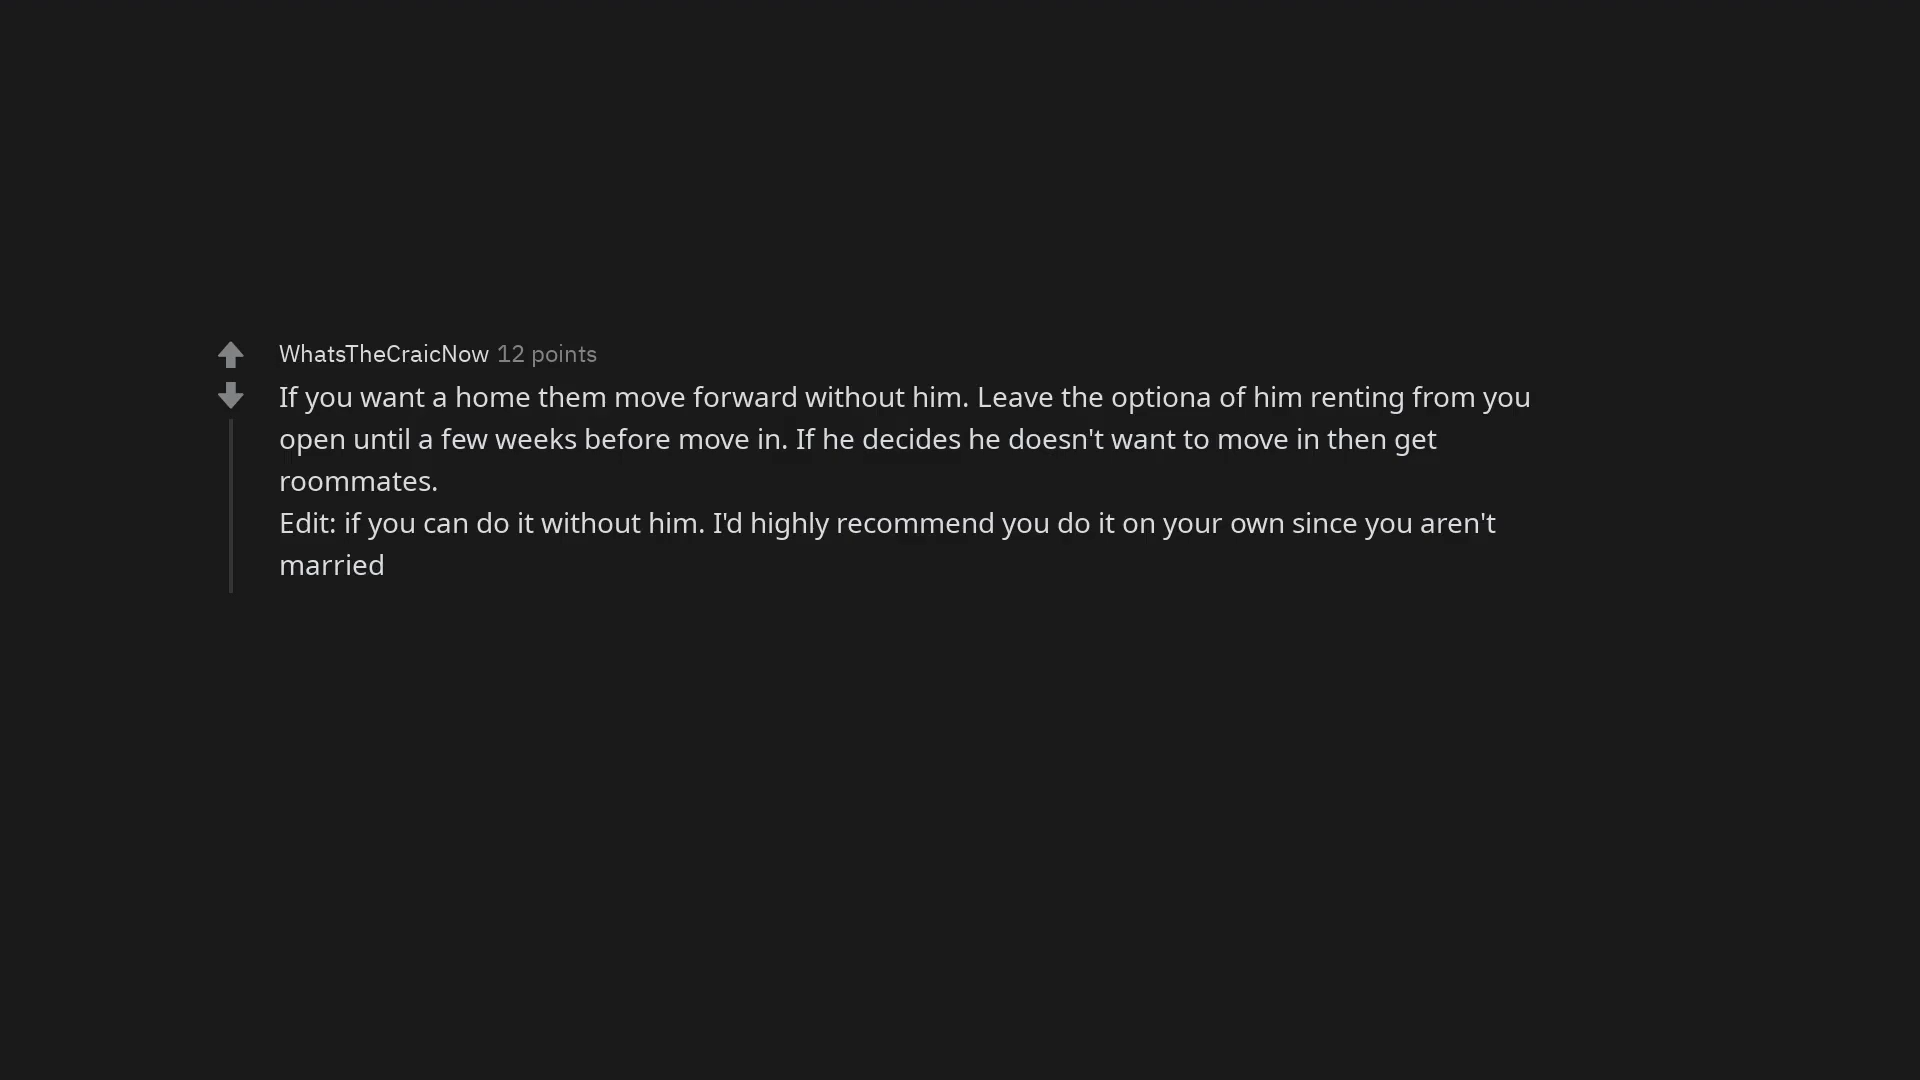 WhatsTheCraicNow 12 points
If you want a home them move forward without him. Leave the optiona of him renting from you
open until a few weeks before move in. If he decides he doesn't want to move in then get
roommates.
Edit: if you can do it without him. I'd highly recommend you do it on your own since you aren't
married